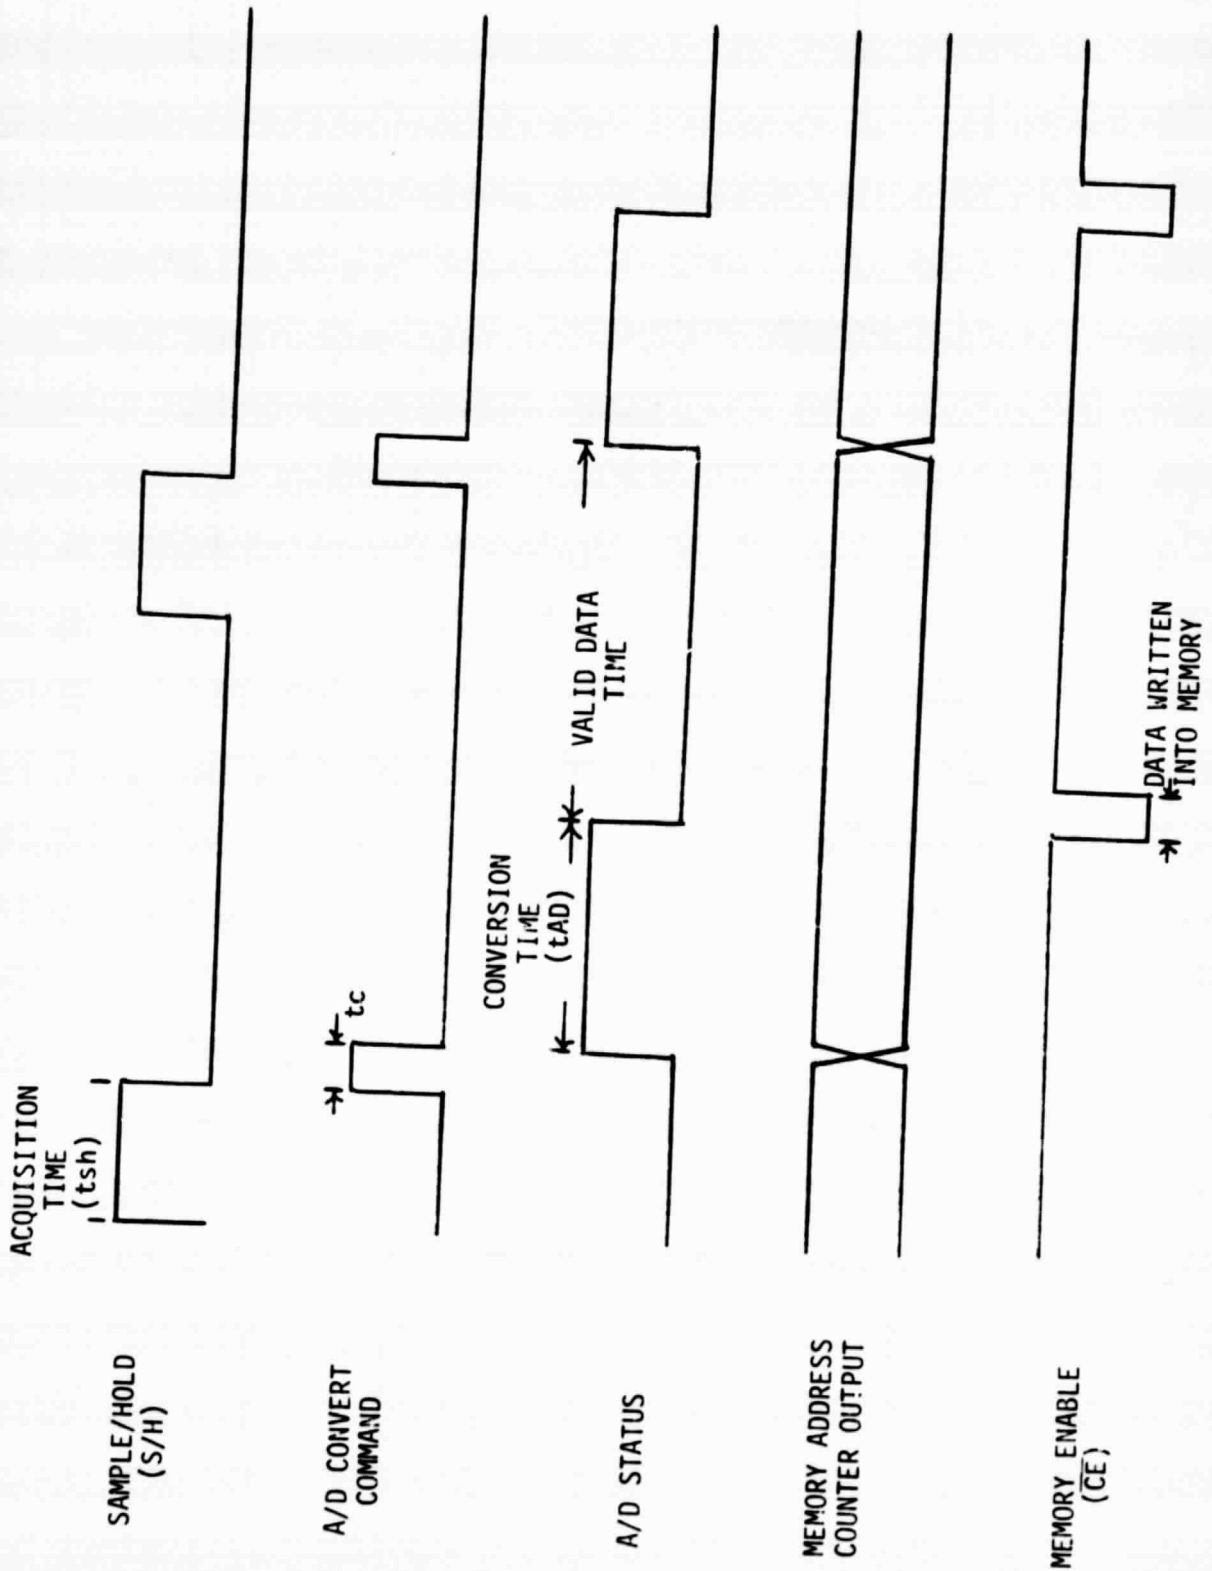 ACQUISITION
TIME
(tsh)
SAMPLE/HOLD
(S/H)
tc
A/D CONVERT
COMMAND
CONVERSION
TIME
(tAD)
VALID DATA
TIME
A/D STATUS
MEMORY ADDRESS
COUNTER OUTPUT
DATA WRITTEN
INTO MEMORY
MEMORY ENABLE
(C̅E̅)